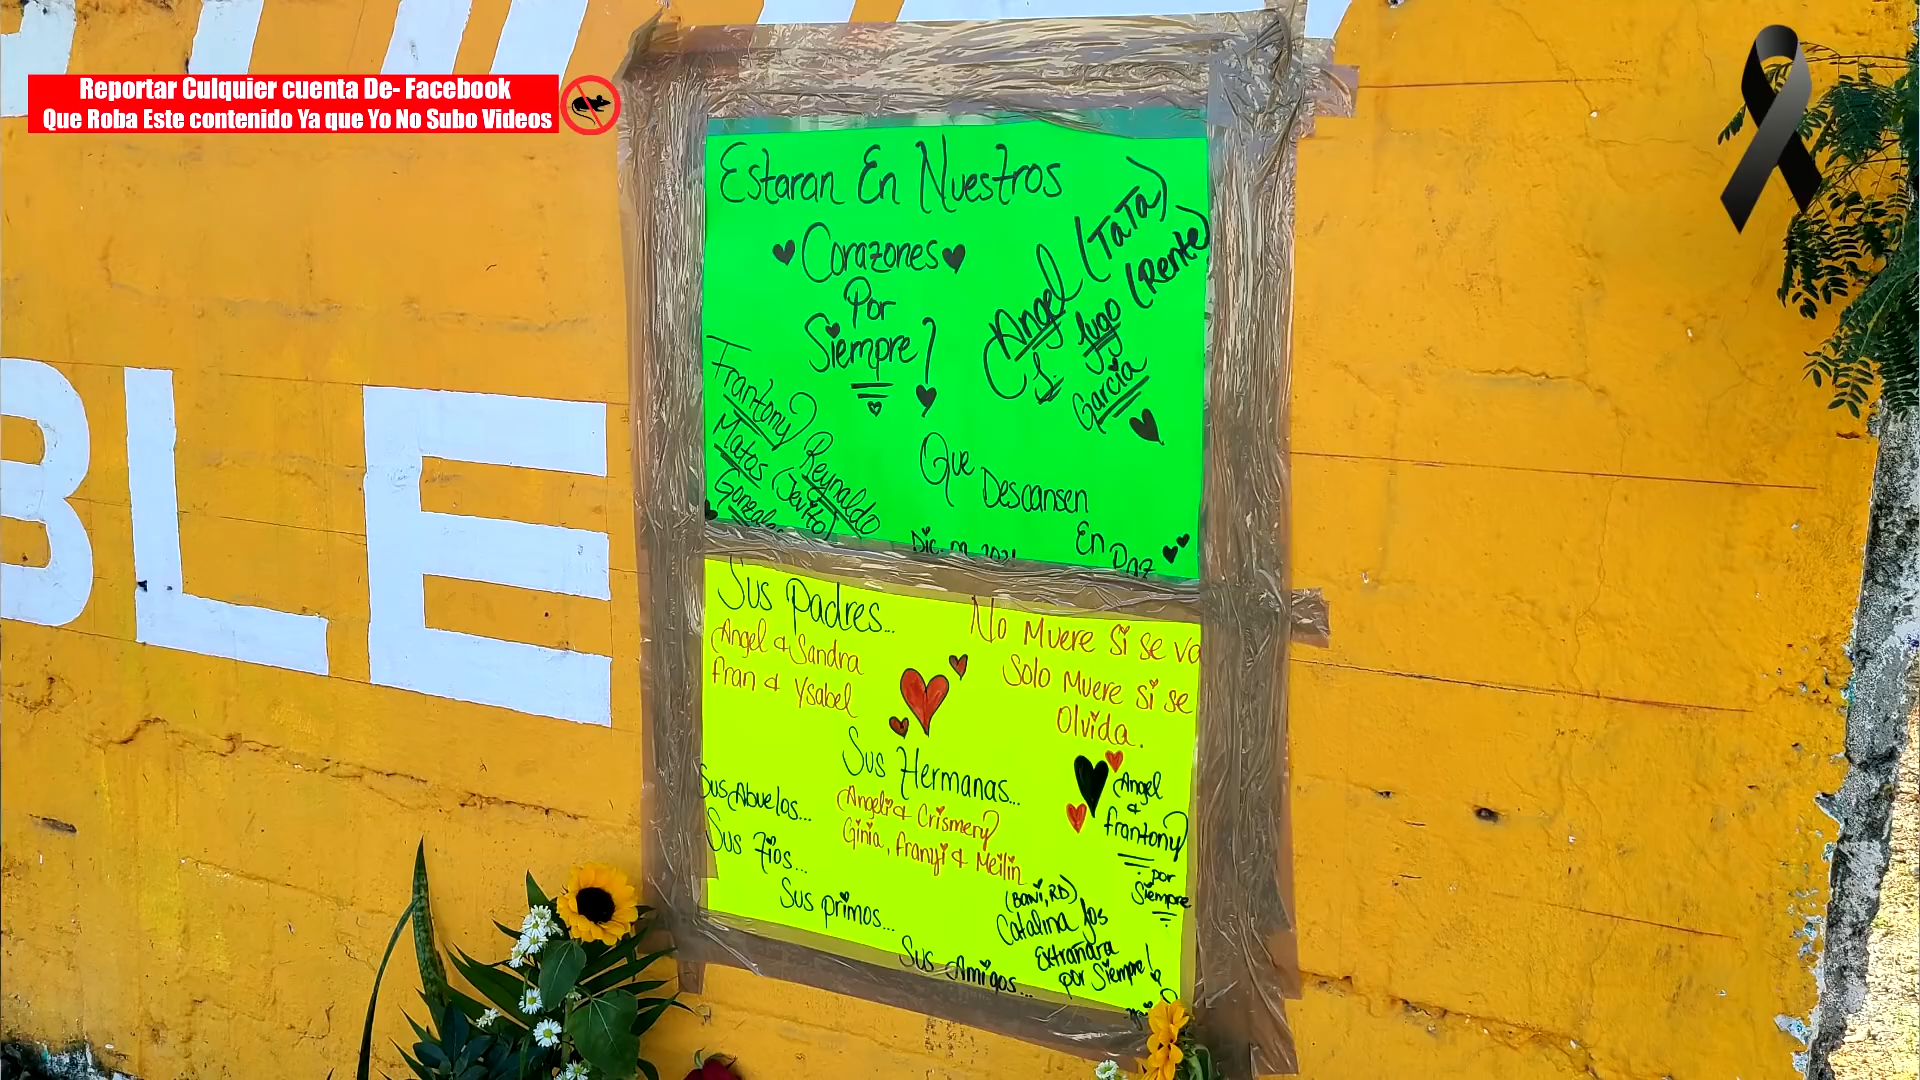 Reportar Culquier cuenta De- Facebook
Que Roba Este contenido Ya que Yo No Subo Videos
BLE
Estaran En Nuestros
Corazones
Por
Siempre
Angel (TaTa)
L. Lugo (Rente)
Garcia
Frantony Reynaldo
Matos (Jevito)
Que Descansen
En Paz
Dic.
Sus Padres...
Angel & Sandra
Fran & Ysabel
No Muere Si se va
Solo Muere si se
Olvida.
Sus Hermanas...
Angeli & Crismery
Ginia, Franyi & Meilin
Sus Abuelos...
Sus Tios...
Sus primos...
Sus Amigos...
Angel
&
Frantony
por
Siempre
(Bani, RD)
Catalina Los
Extrañara
por Siempre!